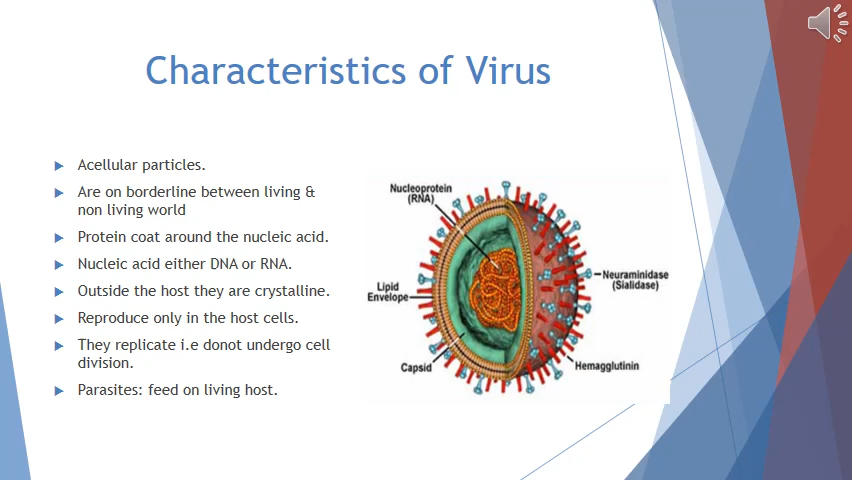 Characteristics of Virus
Acellular particles.
Are on borderline between living &
non living world
Protein coat around the nucleic acid.
Nucleic acid either DNA or RNA.
Outside the host they are crystalline.
Reproduce only in the host cells.
They replicate i.e donot undergo cell
division.
Parasites: feed on living host.
Nucleoprotein
(RNA)
Lipid
Envelope
Capsid
Neuraminidase
(Sialidase)
Hemagglutinin